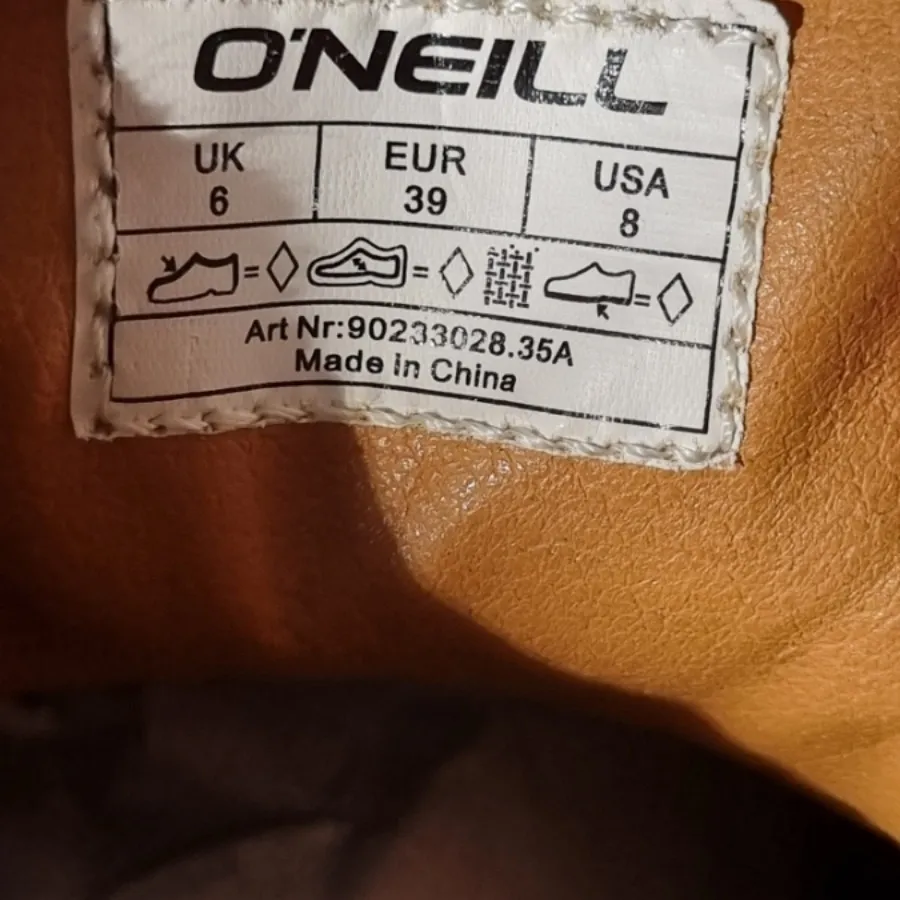 O'NEILL
UK EUR USA
6 39 8
= = =
Art Nr:90233028.35A
Made in China